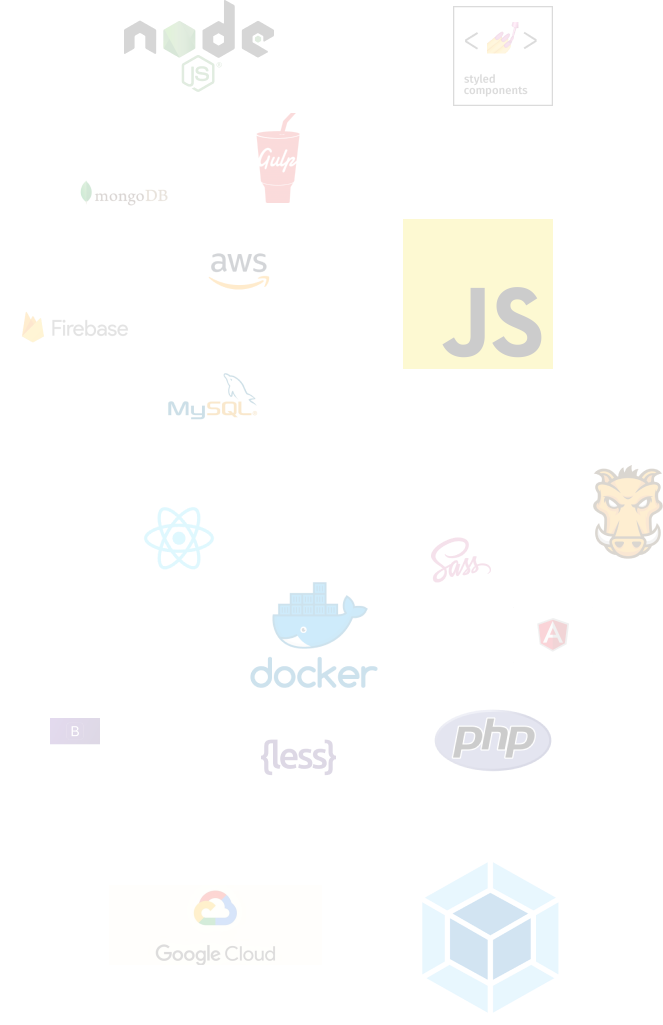 node
JS
®
< >
styled
components
Gulp
mongoDB
aws
JS
Firebase
MySQL®
Sass
A
docker
B
{less}
php
Google Cloud